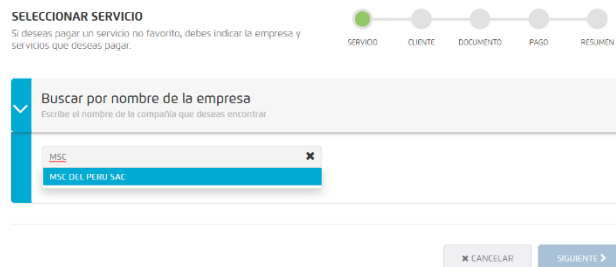 SELECCIONAR SERVICIO
Si deseas pagar un servicio no favorito, debes indicar la empresa y
servicios que deseas pagar.
SERVICIO CLIENTE DOCUMENTO PAGO RESUMEN
Buscar por nombre de la empresa
Escribe el nombre de la compañía que deseas encontrar
MSC
MSC DEL PERU SAC
CANCELAR SIGUIENTE